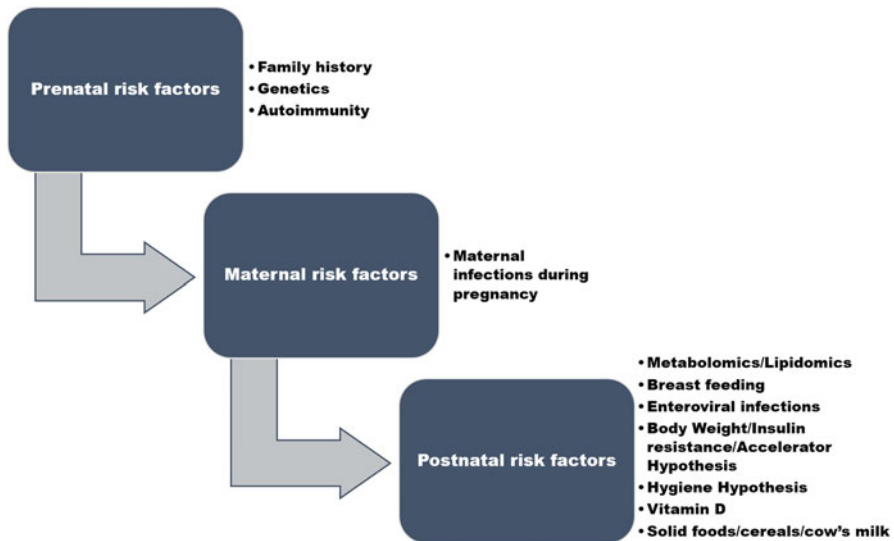 Prenatal risk factors
• Family history
• Genetics
• Autoimmunity
Maternal risk factors
• Maternal
infections during
pregnancy
Postnatal risk factors
• Metabolomics/Lipidomics
• Breast feeding
• Enteroviral infections
• Body Weight/Insulin
resistance/Accelerator
Hypothesis
• Hygiene Hypothesis
• Vitamin D
• Solid foods/cereals/cow's milk